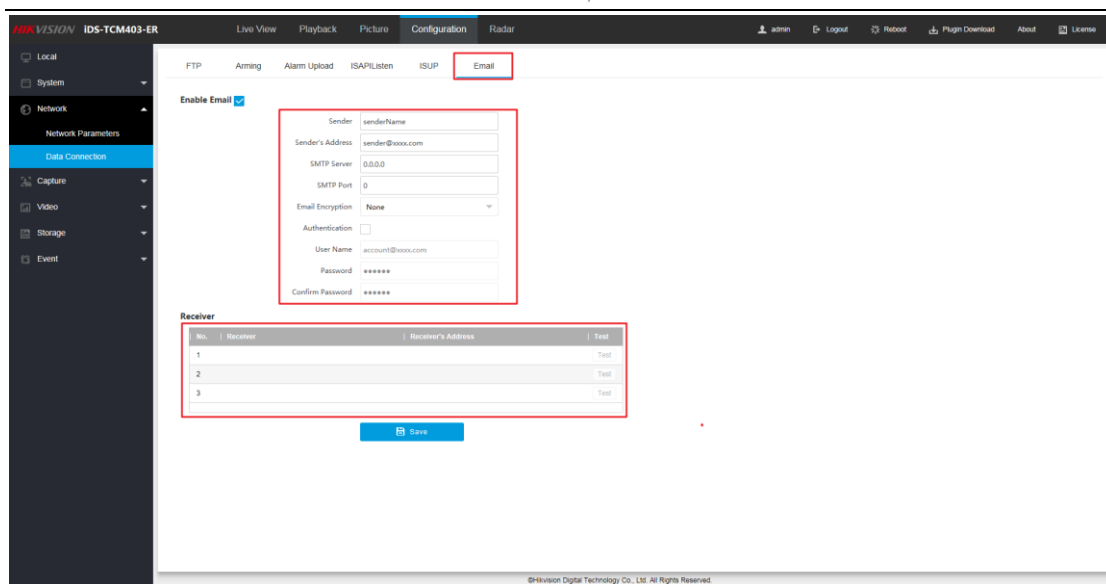 HIKVISION iDS-TCM403-ER Live View Playback Picture Configuration Radar admin Logout Reboot Plugin Download About License
Local
System
Network
Network Parameters
Data Connection
Capture
Video
Storage
Event
FTP Arming Alarm Upload ISAPIListen ISUP Email
Enable Email
Sender senderName
Sender's Address sender@xxxx.com
SMTP Server 0.0.0.0
SMTP Port 0
Email Encryption None
Authentication
User Name account@xxxx.com
Password ●●●●●●
Confirm Password ●●●●●●
Receiver
No. Receiver Receiver's Address Test
1 Test
2 Test
3 Test
Save
©Hikvision Digital Technology Co., Ltd. All Rights Reserved.